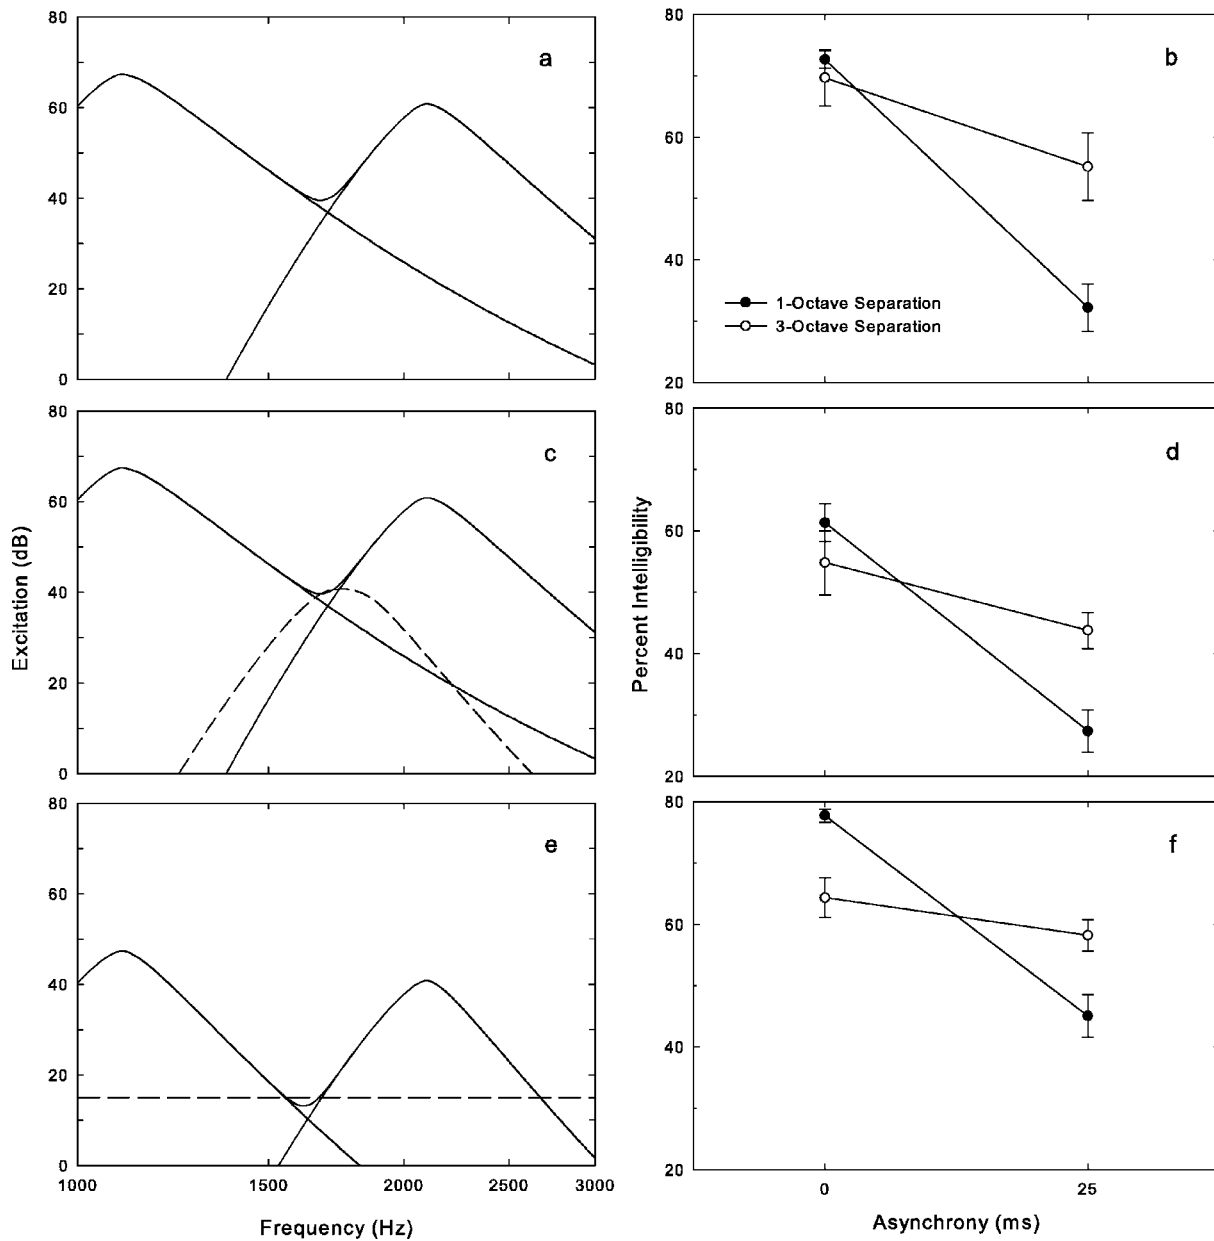 80
60
40
20
0
a
80
60
40
20
b
1-Octave Separation
3-Octave Separation
80
60
40
20
0
c
80
60
40
20
d
Excitation (dB)
Percent Intelligibility
80
60
40
20
0
e
80
60
40
20
f
1000
1500
2000
2500
3000
0
25
Frequency (Hz)
Asynchrony (ms)